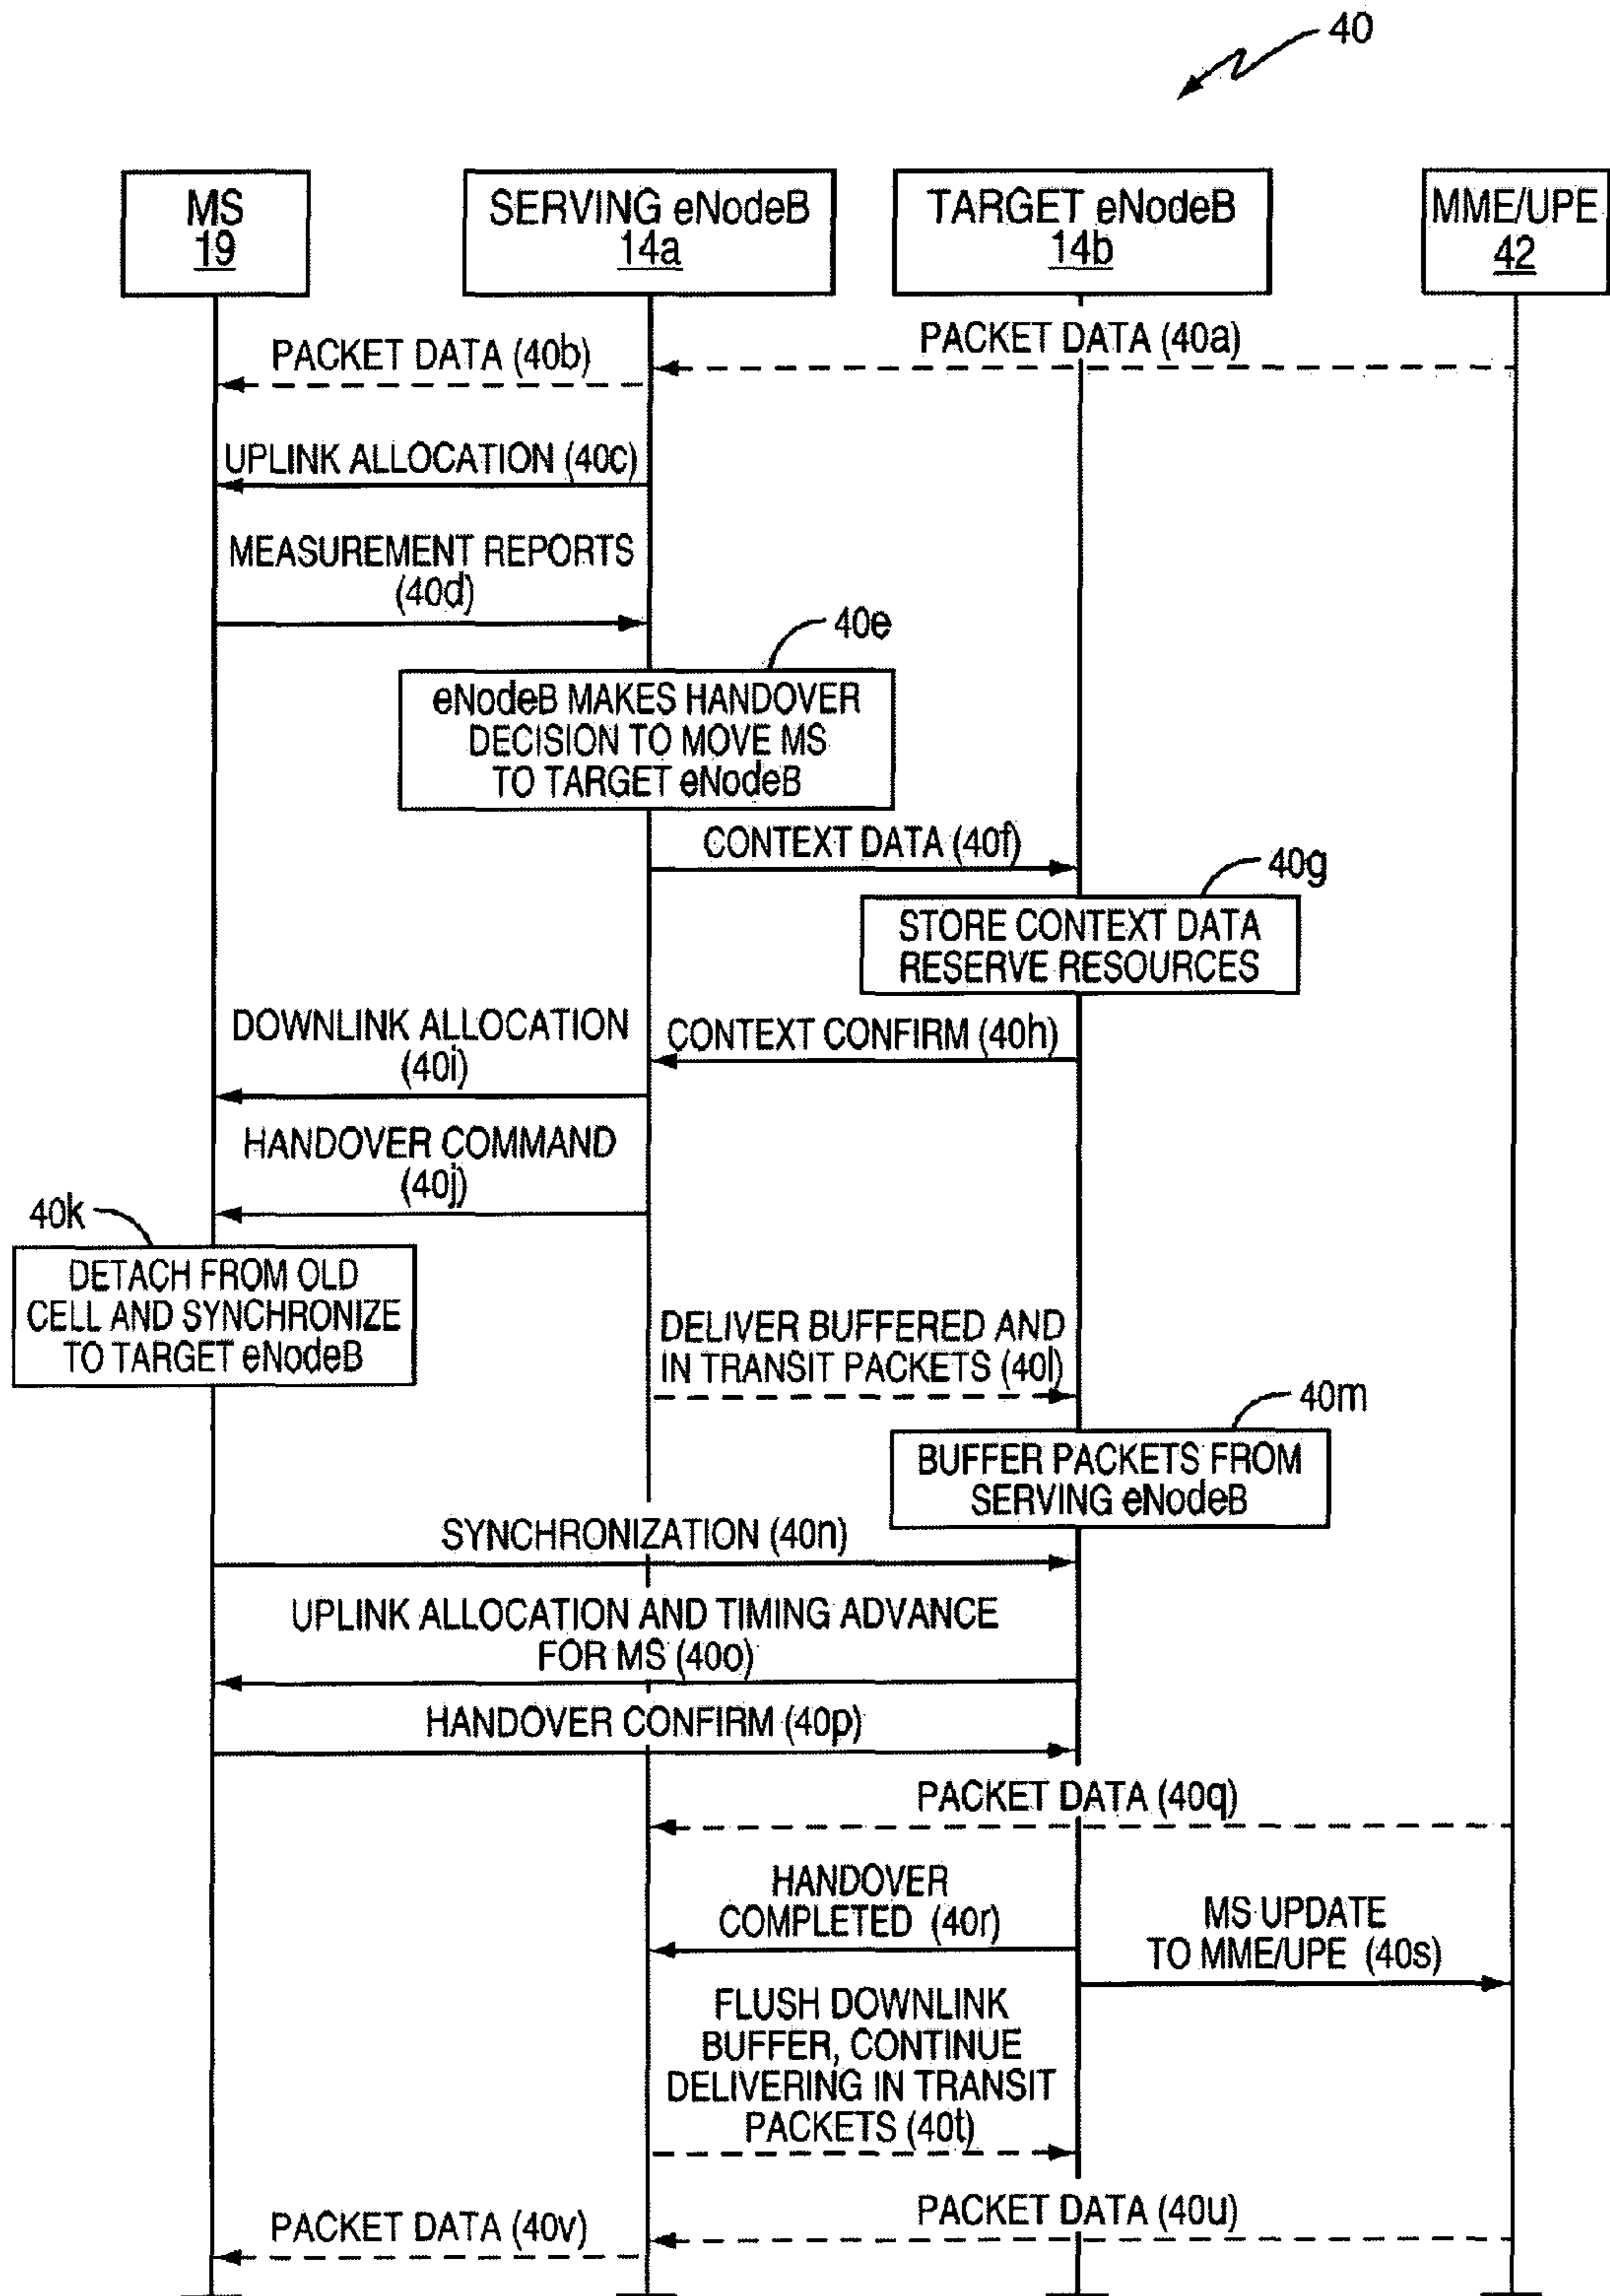 40
MS
19
SERVING eNodeB
14a
TARGET eNodeB
14b
MME/UPE
42
PACKET DATA (40a)
PACKET DATA (40b)
UPLINK ALLOCATION (40c)
MEASUREMENT REPORTS
(40d)
40e
eNodeB MAKES HANDOVER
DECISION TO MOVE MS
TO TARGET eNodeB
CONTEXT DATA (40f)
40g
STORE CONTEXT DATA
RESERVE RESOURCES
DOWNLINK ALLOCATION
(40i)
CONTEXT CONFIRM (40h)
HANDOVER COMMAND
(40j)
40k
DETACH FROM OLD
CELL AND SYNCHRONIZE
TO TARGET eNodeB
DELIVER BUFFERED AND
IN TRANSIT PACKETS (40l)
40m
BUFFER PACKETS FROM
SERVING eNodeB
SYNCHRONIZATION (40n)
UPLINK ALLOCATION AND TIMING ADVANCE
FOR MS (40o)
HANDOVER CONFIRM (40p)
PACKET DATA (40q)
HANDOVER
COMPLETED (40r)
MS UPDATE
TO MME/UPE (40s)
FLUSH DOWNLINK
BUFFER, CONTINUE
DELIVERING IN TRANSIT
PACKETS (40t)
PACKET DATA (40u)
PACKET DATA (40v)